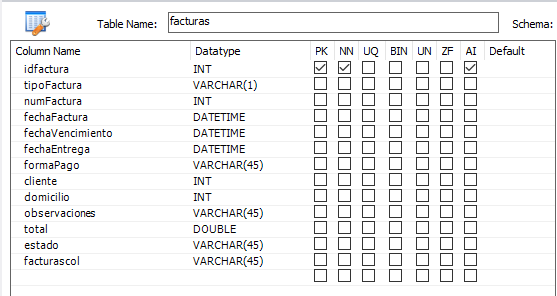 Table Name: facturas Schema:
Column Name Datatype PK NN UQ BIN UN ZF AI Default
idfactura INT
tipoFactura VARCHAR(1)
numFactura INT
fechaFactura DATETIME
fechaVencimiento DATETIME
fechaEntrega DATETIME
formaPago VARCHAR(45)
cliente INT
domicilio INT
observaciones VARCHAR(45)
total DOUBLE
estado VARCHAR(45)
facturascol VARCHAR(45)